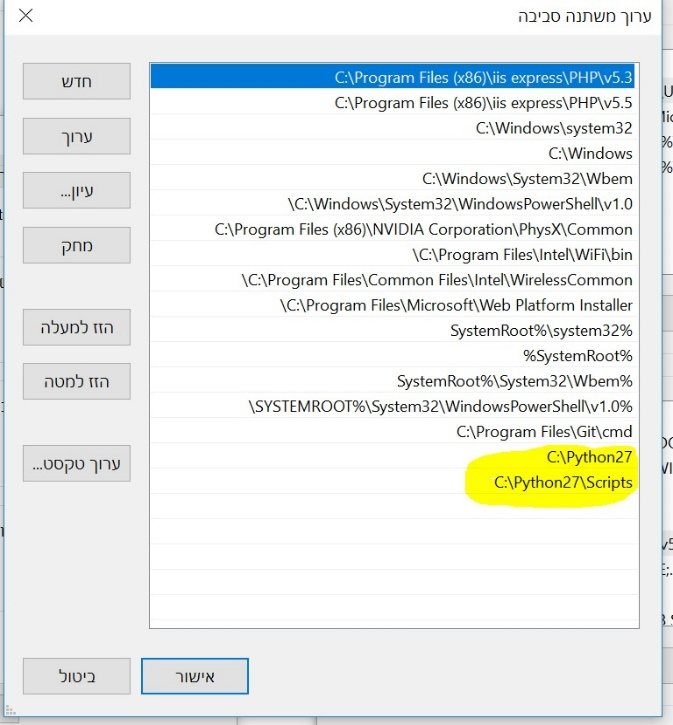 ערוך משתנה סביבה
C:\Program Files (x86)\iis express\PHP\v5.3
C:\Program Files (x86)\iis express\PHP\v5.5
C:\Windows\system32
C:\Windows
C:\Windows\System32\Wbem
\C:\Windows\System32\WindowsPowerShell\v1.0
C:\Program Files (x86)\NVIDIA Corporation\PhysX\Common
\C:\Program Files\Intel\WiFi\bin
\C:\Program Files\Common Files\Intel\WirelessCommon
\C:\Program Files\Microsoft\Web Platform Installer
SystemRoot%\system32%
%SystemRoot%
SystemRoot%\System32\Wbem%
\SYSTEMROOT%\System32\WindowsPowerShell\v1.0%
C:\Program Files\Git\cmd
C:\Python27
C:\Python27\Scripts
חדש
ערוך
עיון...
מחק
הזז למעלה
הזז למטה
ערוך טקסט...
אישור
ביטול